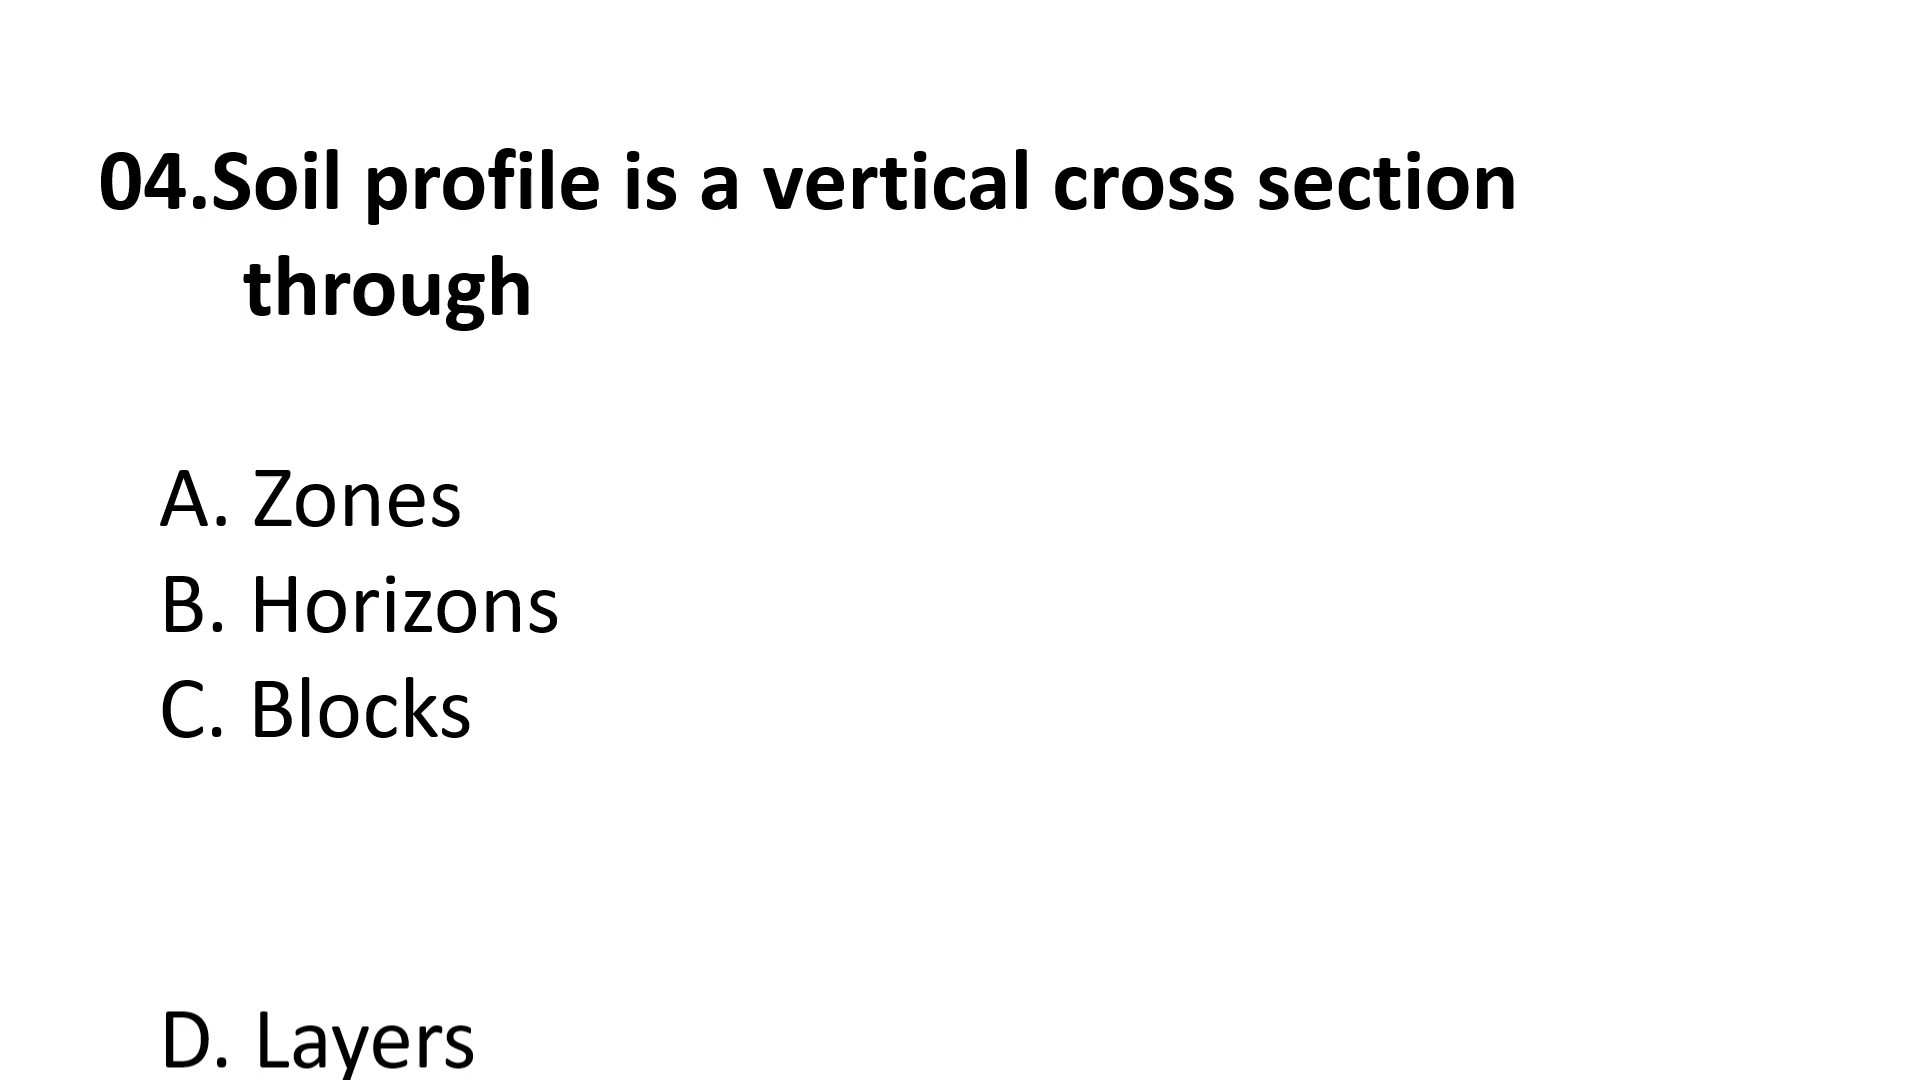 04.Soil profile is a vertical cross section
through
A. Zones
B. Horizons
C. Blocks
D. Layers